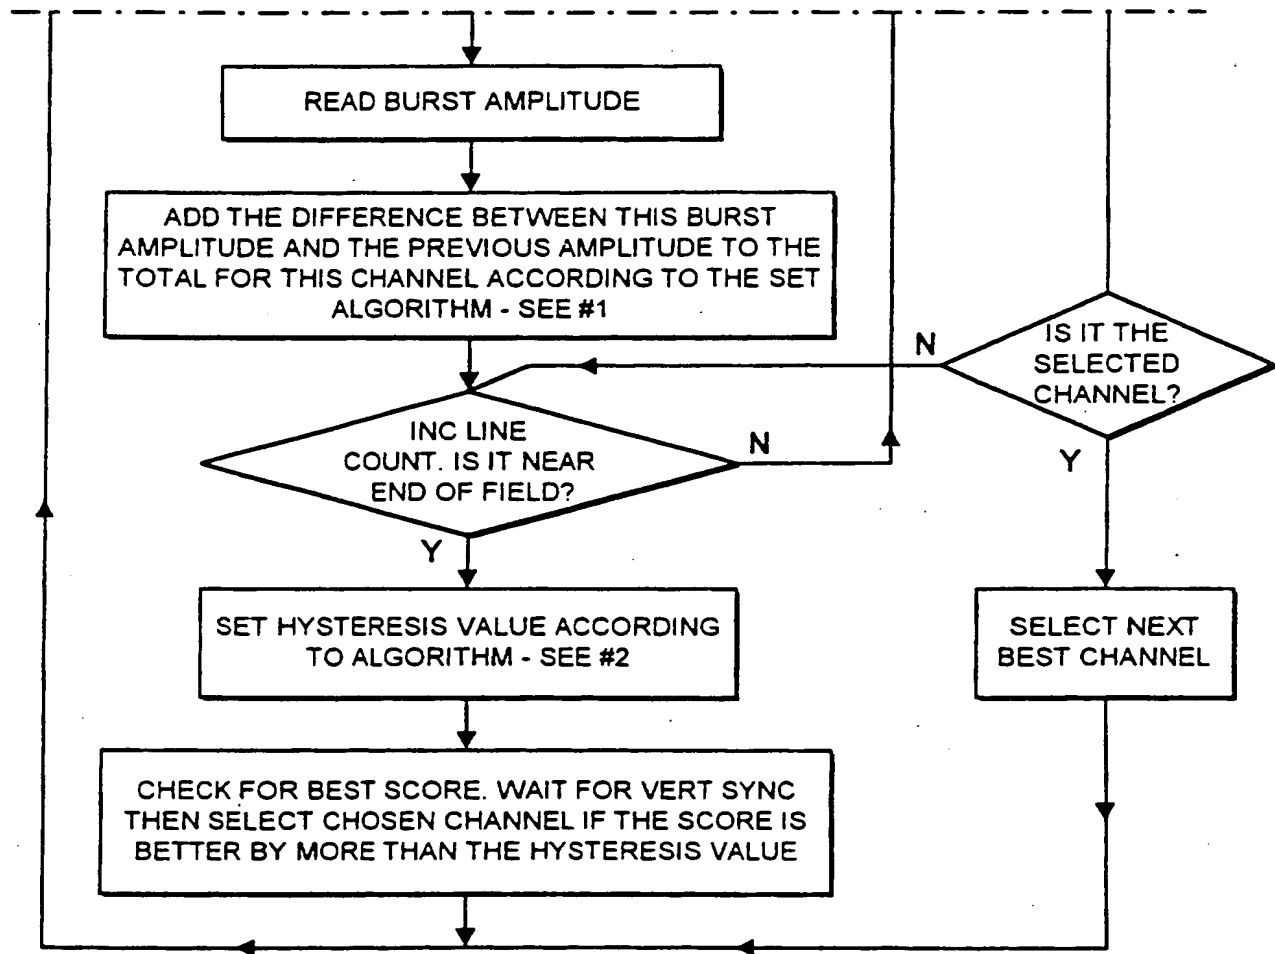 READ BURST AMPLITUDE
ADD THE DIFFERENCE BETWEEN THIS BURST
AMPLITUDE AND THE PREVIOUS AMPLITUDE TO THE
TOTAL FOR THIS CHANNEL ACCORDING TO THE SET
ALGORITHM - SEE #1
N
IS IT THE
SELECTED
CHANNEL?
INC LINE
COUNT. IS IT NEAR
END OF FIELD?
N
Y
Y
SET HYSTERESIS VALUE ACCORDING
TO ALGORITHM - SEE #2
SELECT NEXT
BEST CHANNEL
CHECK FOR BEST SCORE. WAIT FOR VERT SYNC
THEN SELECT CHOSEN CHANNEL IF THE SCORE IS
BETTER BY MORE THAN THE HYSTERESIS VALUE